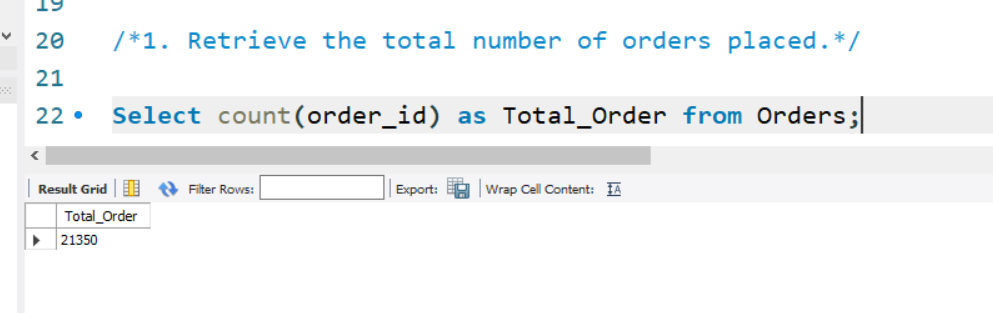 19
20 /*1. Retrieve the total number of orders placed.*/
21
22 Select count(order_id) as Total_Order from Orders;
Result Grid Filter Rows: Export: Wrap Cell Content: IA
Total_Order
21350